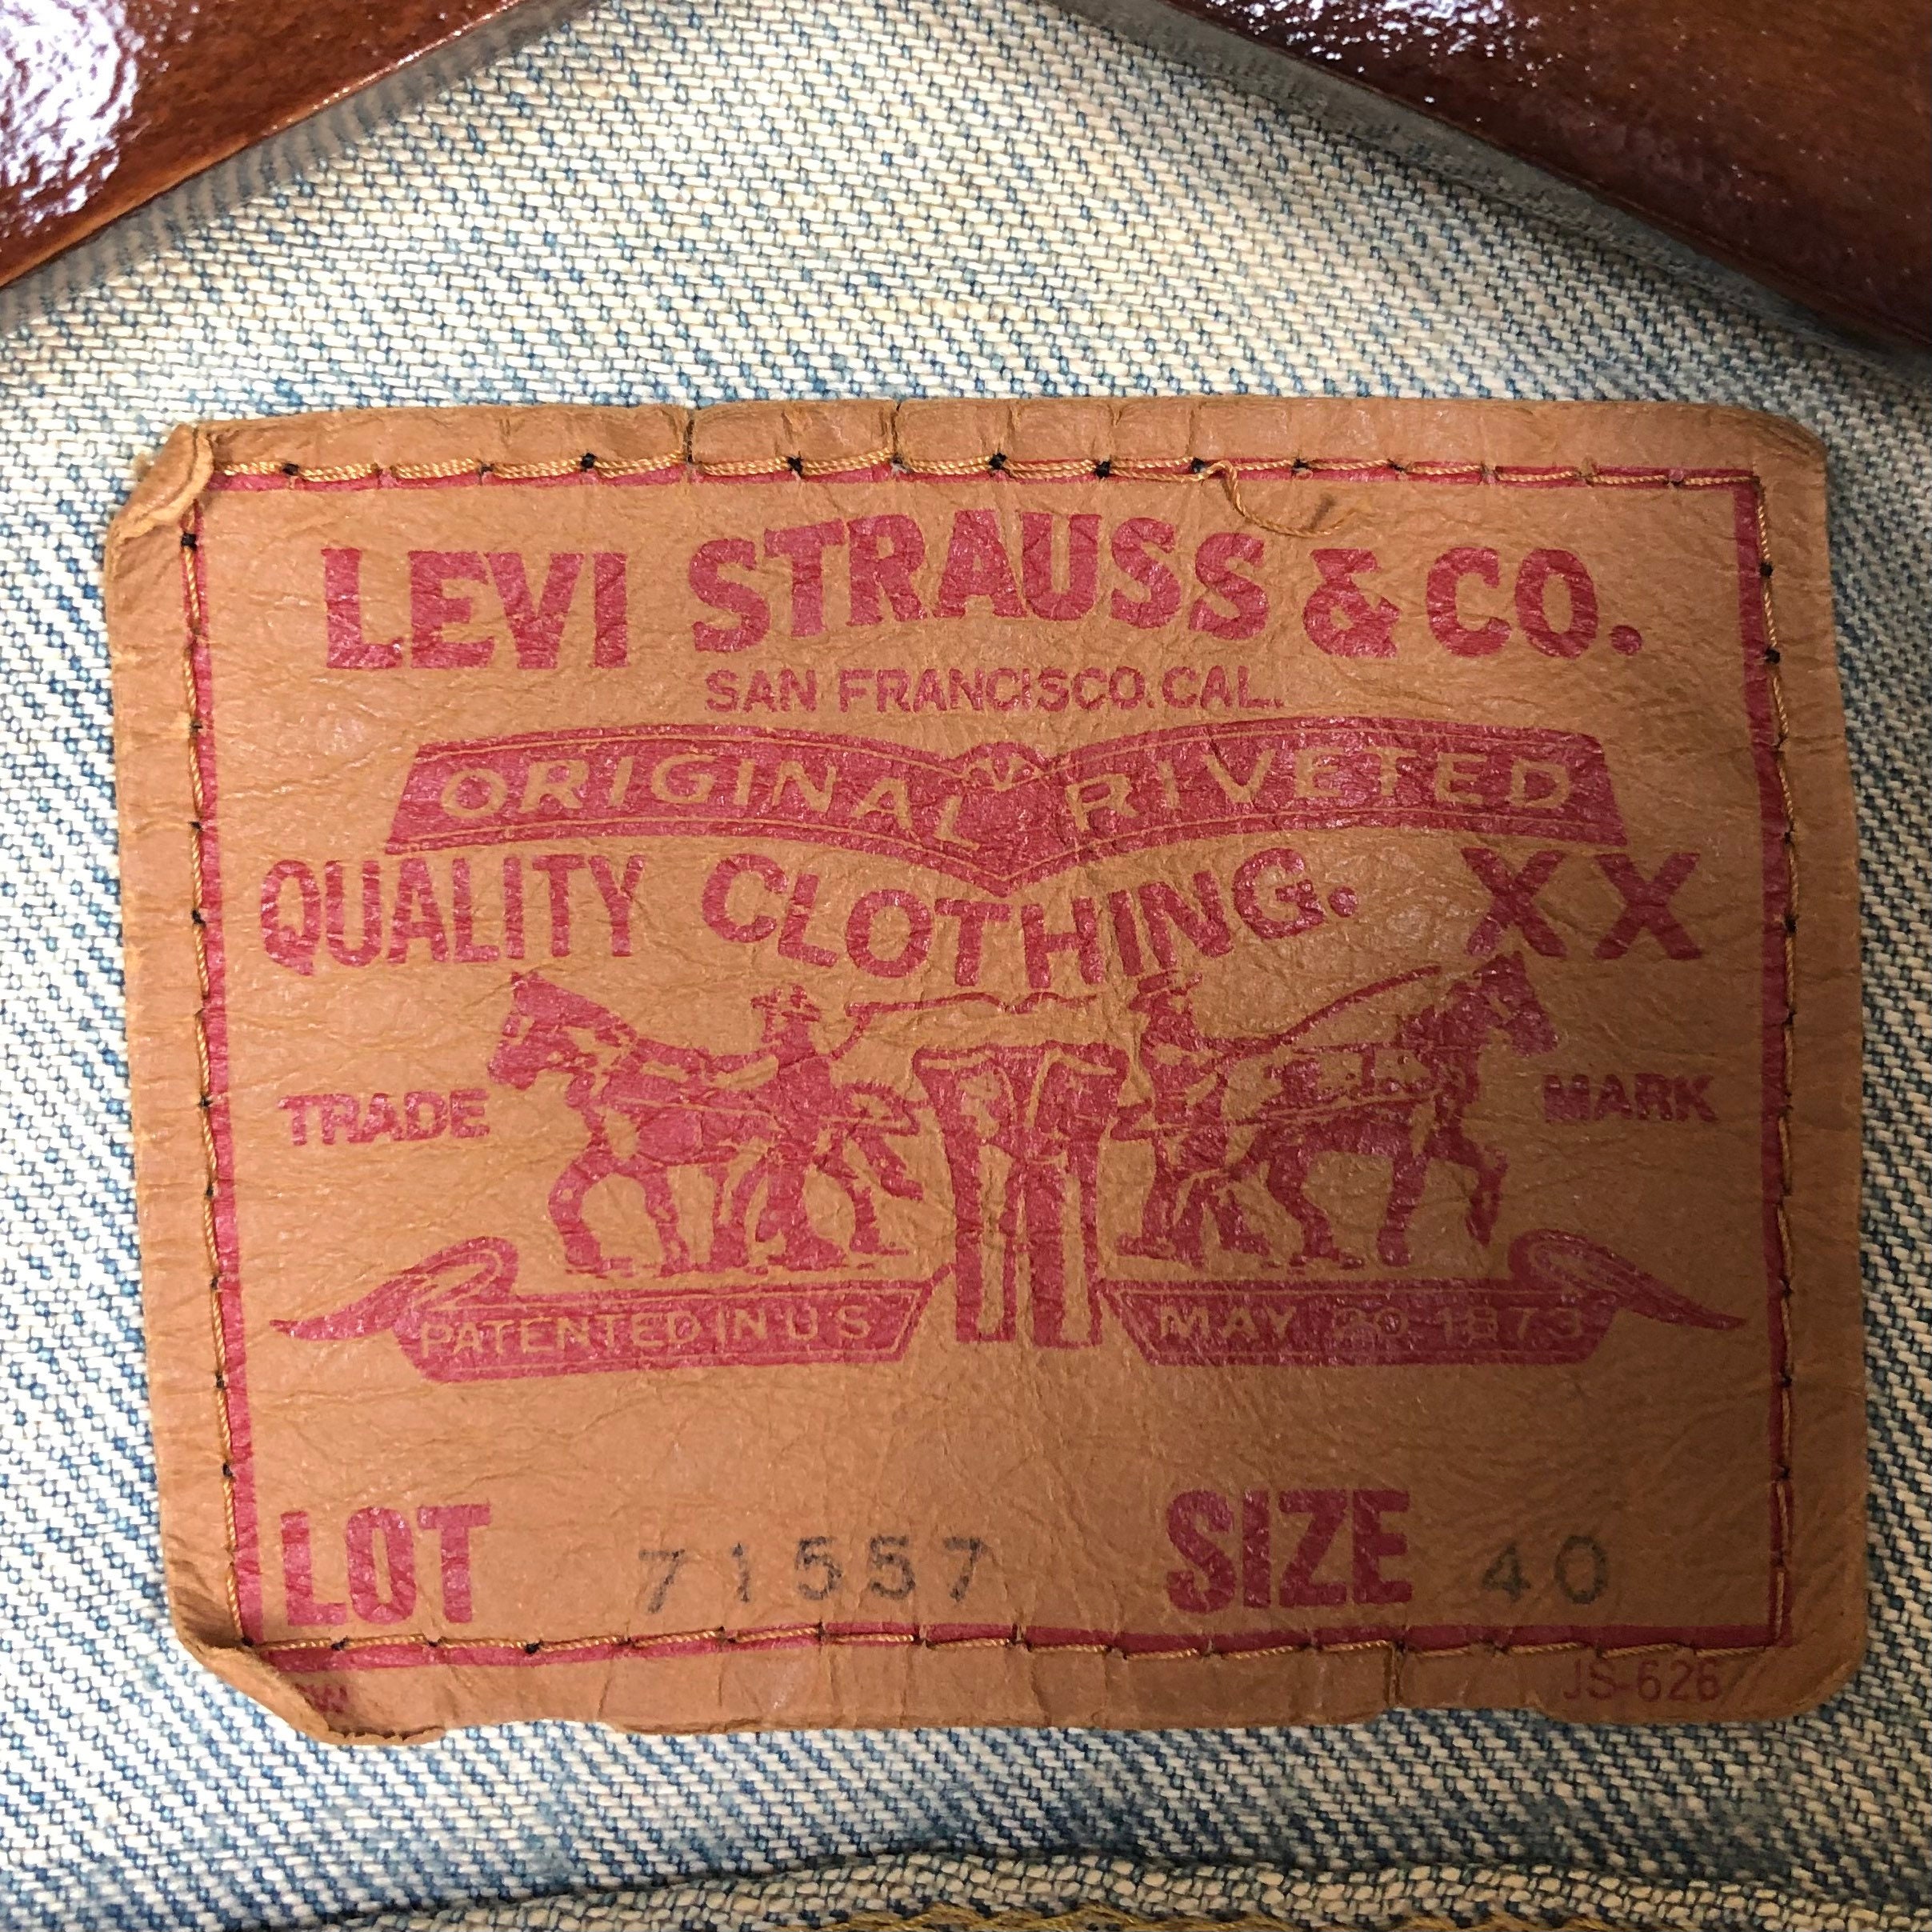 LEVI STRAUSS & CO.
SAN FRANCISCO.CAL.
ORIGINAL RIVETED
QUALITY CLOTHING. XX
TRADE MARK
PATENTED IN U S MAY 20 1873
LOT 71557 SIZE 40
JS-626